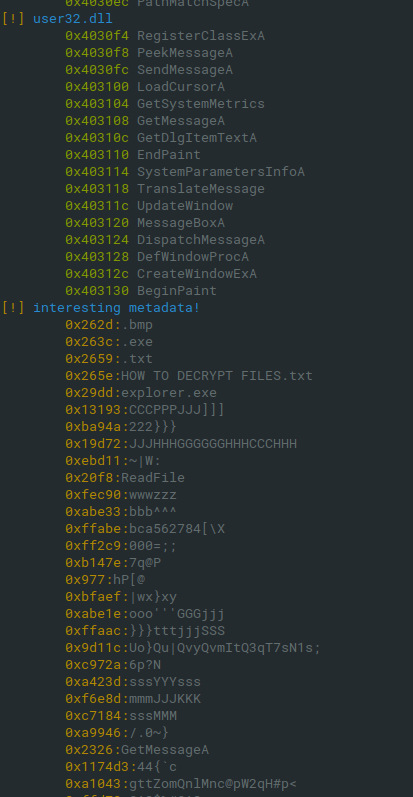 0x4030ec PathMatchSpecA
[!] user32.dll
0x4030f4 RegisterClassExA
0x4030f8 PeekMessageA
0x4030fc SendMessageA
0x403100 LoadCursorA
0x403104 GetSystemMetrics
0x403108 GetMessageA
0x40310c GetDlgItemTextA
0x403110 EndPaint
0x403114 SystemParametersInfoA
0x403118 TranslateMessage
0x40311c UpdateWindow
0x403120 MessageBoxA
0x403124 DispatchMessageA
0x403128 DefWindowProcA
0x40312c CreateWindowExA
0x403130 BeginPaint
[!] interesting metadata!
0x262d:.bmp
0x263c:.exe
0x2659:.txt
0x265e:HOW TO DECRYPT FILES.txt
0x29dd:explorer.exe
0x13193:CCCPPPJJJ]]]
0xba94a:222}}}
0x19d72:JJJHHHGGGGGGHHHCCCHHH
0xebd11:~|W:
0x20f8:ReadFile
0xfec90:wwwzzz
0xabe33:bbb^^^
0xffabe:bca562784[\X
0xff2c9:000=;;
0xb147e:7q@P
0x977:hP[@
0xbfaef:|wx}xy
0xabe1e:ooo'''GGGjjj
0xffaac:}}}tttjjjSSS
0x9d11c:Uo}Qu|QvyQvmItQ3qT7sN1s;
0xc972a:6p?N
0xa423d:sssYYYsss
0xf6e8d:mmmJJJKKK
0xc7184:sssMMM
0xa9946:/.0~}
0x2326:GetMessageA
0x1174d3:44{`c
0xa1043:gttZomQnlMnc@pW2qH#p<